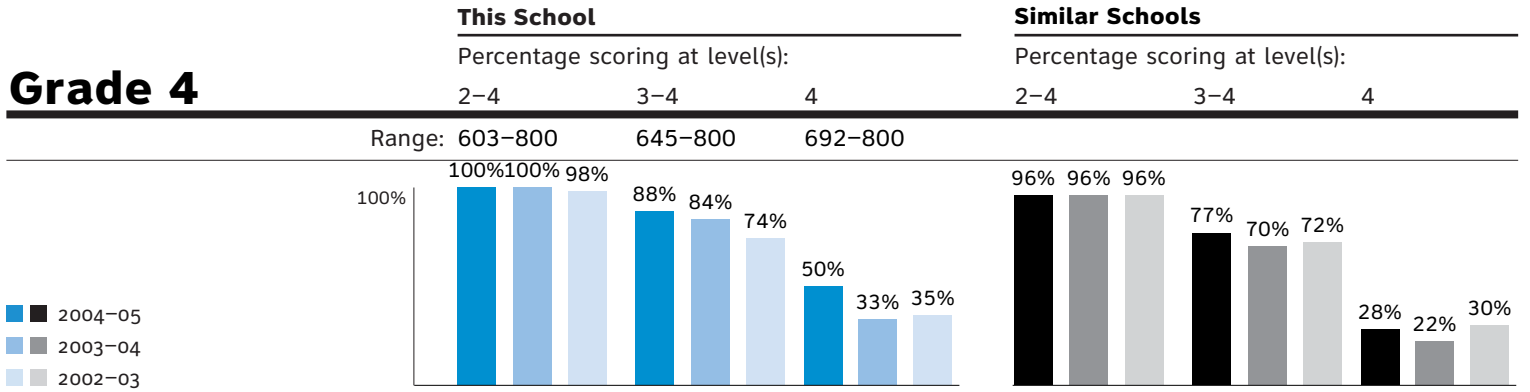 This School
Similar Schools
Percentage scoring at level(s):
Percentage scoring at level(s):
Grade 4
2–4 3–4 4
2–4 3–4 4
Range: 603–800 645–800 692–800
100%
100% 100% 98% 88% 84% 74% 50% 33% 35%
96% 96% 96% 77% 70% 72% 28% 22% 30%
2004–05
2003–04
2002–03